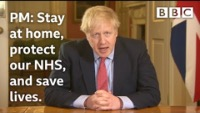 BBC
PM: Stay
at home,
protect
our NHS,
and save
lives.